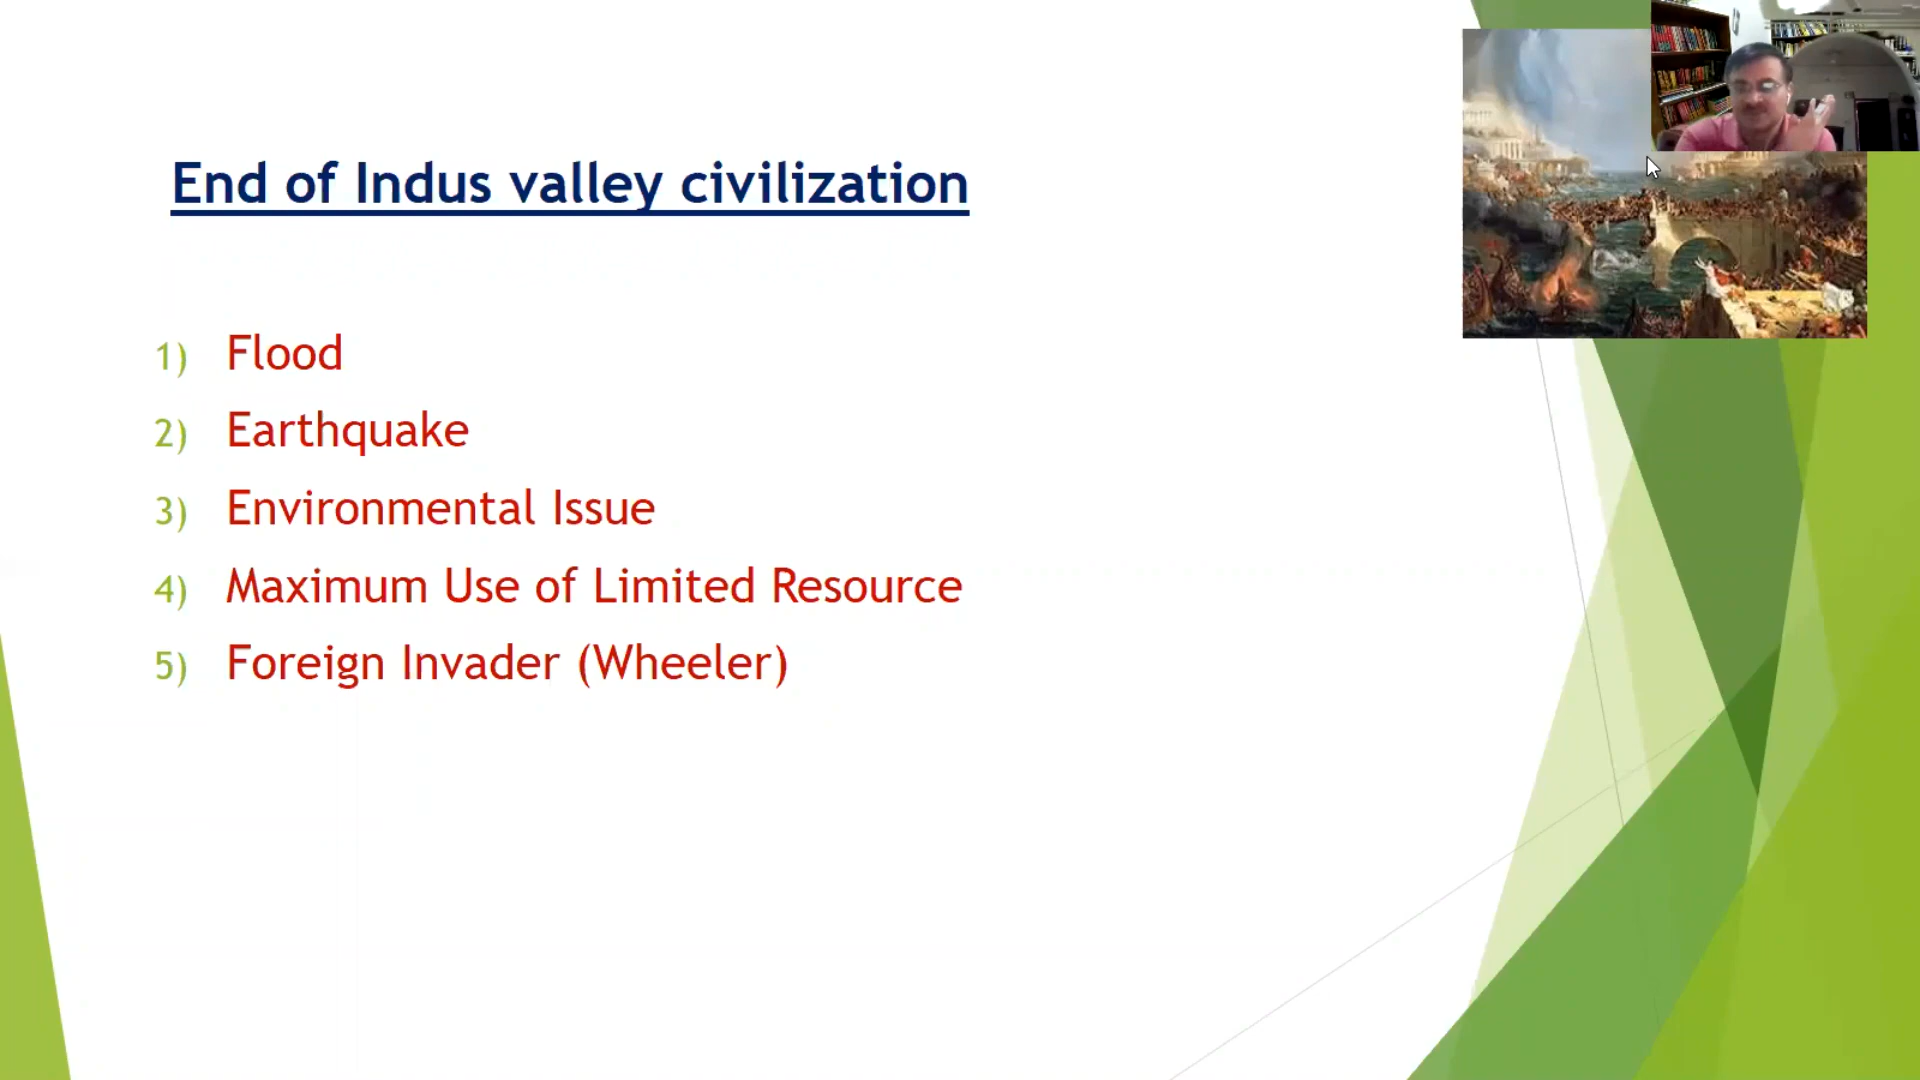 End of Indus valley civilization
1) Flood
2) Earthquake
3) Environmental Issue
4) Maximum Use of Limited Resource
5) Foreign Invader (Wheeler)